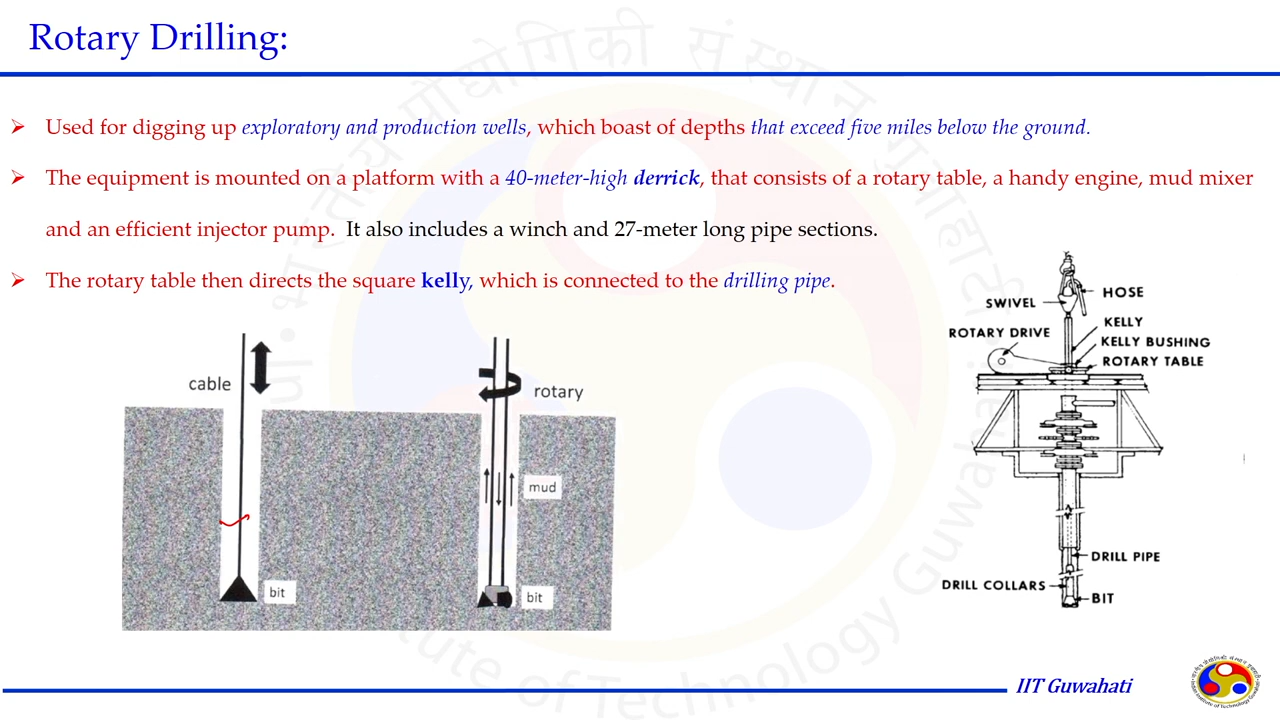 Rotary Drilling:
➢ Used for digging up exploratory and production wells, which boast of depths that exceed five miles below the ground.
➢ The equipment is mounted on a platform with a 40-meter-high derrick, that consists of a rotary table, a handy engine, mud mixer
and an efficient injector pump. It also includes a winch and 27-meter long pipe sections.
➢ The rotary table then directs the square kelly, which is connected to the drilling pipe.
cable
bit
rotary
mud
bit
SWIVEL
HOSE
ROTARY DRIVE
KELLY
KELLY BUSHING
ROTARY TABLE
DRILL PIPE
DRILL COLLARS
BIT
IIT Guwahati